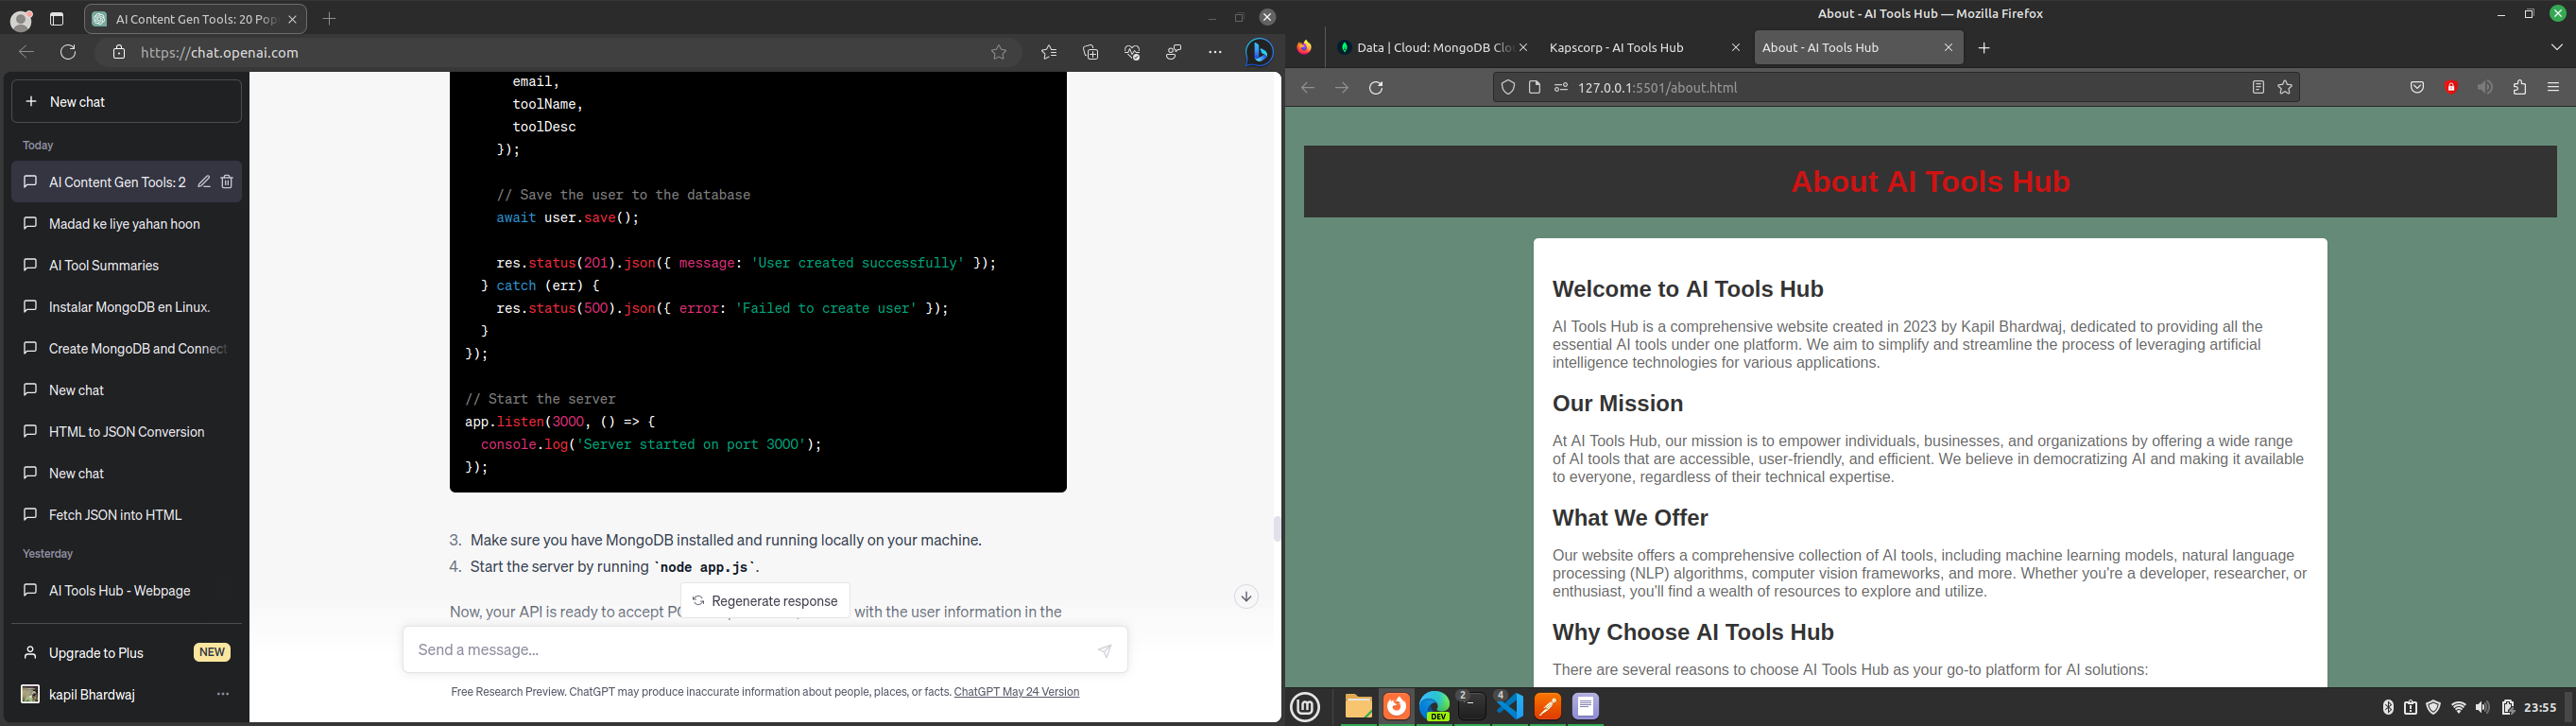 AI Content Gen Tools: 20 Pop
https://chat.openai.com
New chat
Today
AI Content Gen Tools: 2
Madad ke liye yahan hoon
AI Tool Summaries
Instalar MongoDB en Linux.
Create MongoDB and Connect
New chat
HTML to JSON Conversion
New chat
Fetch JSON into HTML
Yesterday
AI Tools Hub - Webpage
Upgrade to Plus NEW
kapil Bhardwaj
email,
toolName,
toolDesc
});
// Save the user to the database
await user.save();
res.status(201).json({ message: 'User created successfully' });
} catch (err) {
res.status(500).json({ error: 'Failed to create user' });
}
});
// Start the server
app.listen(3000, () => {
console.log('Server started on port 3000');
});
3. Make sure you have MongoDB installed and running locally on your machine.
4. Start the server by running `node app.js`.
Now, your API is ready to accept with the user information in the
Regenerate response
Send a message...
Free Research Preview. ChatGPT may produce inaccurate information about people, places, or facts. ChatGPT May 24 Version
About - AI Tools Hub — Mozilla Firefox
Data | Cloud: MongoDB Clou
Kapscorp - AI Tools Hub
About - AI Tools Hub
127.0.0.1:5501/about.html
About AI Tools Hub
Welcome to AI Tools Hub
AI Tools Hub is a comprehensive website created in 2023 by Kapil Bhardwaj, dedicated to providing all the
essential AI tools under one platform. We aim to simplify and streamline the process of leveraging artificial
intelligence technologies for various applications.
Our Mission
At AI Tools Hub, our mission is to empower individuals, businesses, and organizations by offering a wide range
of AI tools that are accessible, user-friendly, and efficient. We believe in democratizing AI and making it available
to everyone, regardless of their technical expertise.
What We Offer
Our website offers a comprehensive collection of AI tools, including machine learning models, natural language
processing (NLP) algorithms, computer vision frameworks, and more. Whether you're a developer, researcher, or
enthusiast, you'll find a wealth of resources to explore and utilize.
Why Choose AI Tools Hub
There are several reasons to choose AI Tools Hub as your go-to platform for AI solutions:
DEV
2
4
23:55